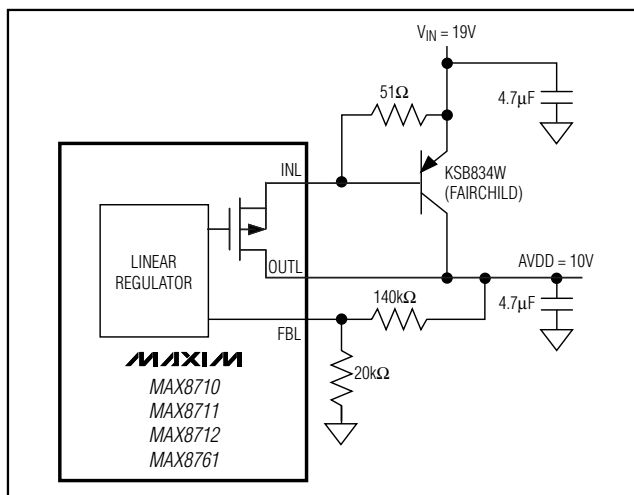 VIN = 19V
51Ω
4.7µF
INL
KSB834W
(FAIRCHILD)
LINEAR
REGULATOR
OUTL
AVDD = 10V
140kΩ
4.7µF
FBL
20kΩ
MAXIM
MAX8710
MAX8711
MAX8712
MAX8761